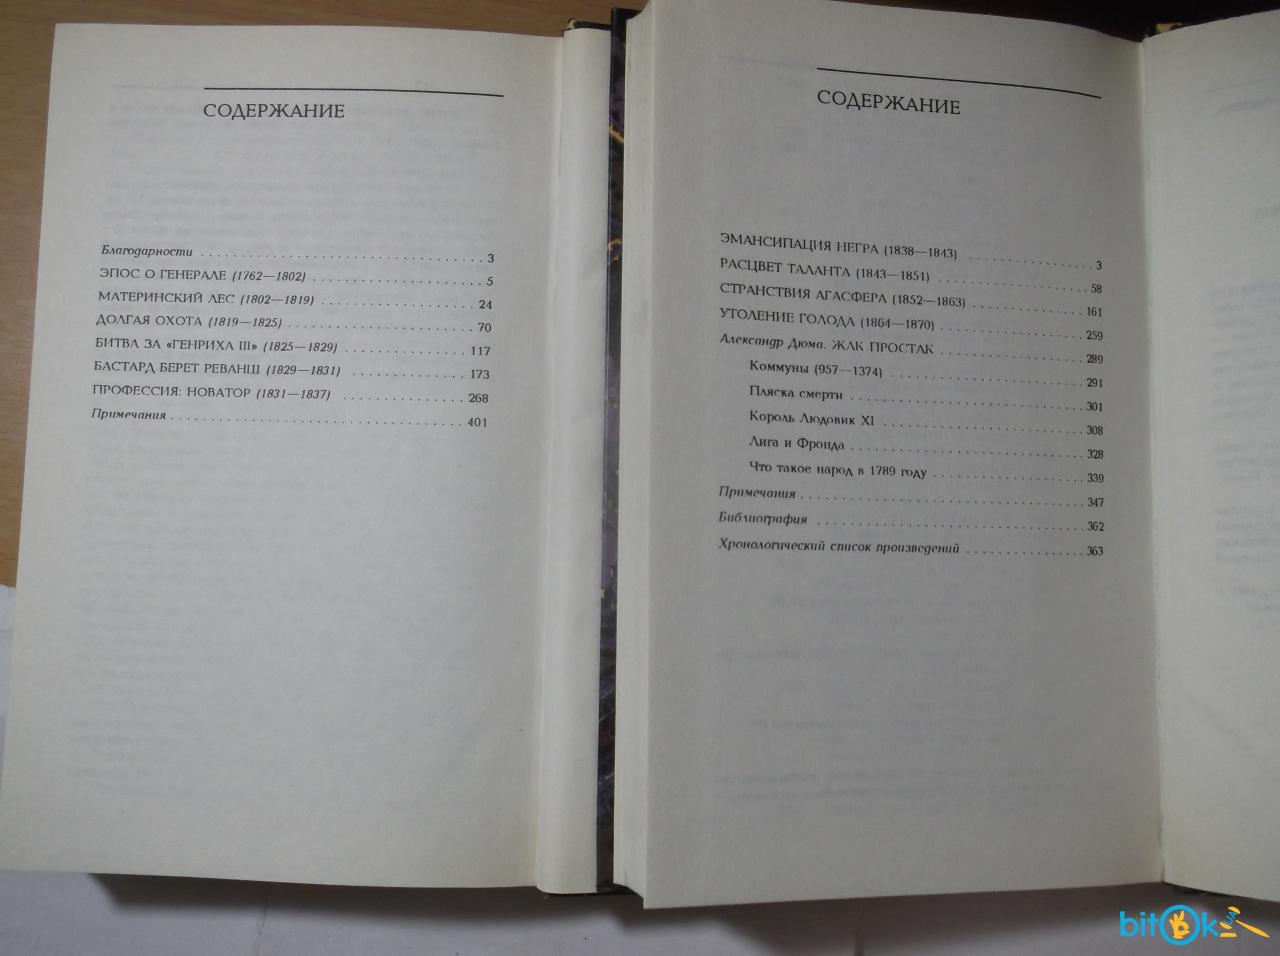 СОДЕРЖАНИЕ
Благодарности . . . . . . . . . . . . . . . . . . . . . . . . . . . . . . 3
ЭПОС О ГЕНЕРАЛЕ (1762—1802) . . . . . . . . . . . . . . . . . . 5
МАТЕРИНСКИЙ ЛЕС (1802—1819) . . . . . . . . . . . . . . . . 24
ДОЛГАЯ ОХОТА (1819—1825) . . . . . . . . . . . . . . . . . . . . 70
БИТВА ЗА «ГЕНРИХА III» (1825—1829) . . . . . . . . . . . . . 117
БАСТАРД БЕРЕТ РЕВАНШ (1829—1831) . . . . . . . . . . . . . 173
ПРОФЕССИЯ: НОВАТОР (1831—1837) . . . . . . . . . . . . . . 268
Примечания . . . . . . . . . . . . . . . . . . . . . . . . . . . . . . . 401
СОДЕРЖАНИЕ
ЭМАНСИПАЦИЯ НЕГРА (1838—1843) . . . . . . . . . . . . . . 3
РАСЦВЕТ ТАЛАНТА (1843—1851) . . . . . . . . . . . . . . . . 58
СТРАНСТВИЯ АГАСФЕРА (1852—1863) . . . . . . . . . . . . 161
УТОЛЕНИЕ ГОЛОДА (1864—1870) . . . . . . . . . . . . . . . . 259
Александр Дюма. ЖАК ПРОСТАК . . . . . . . . . . . . . . . . 289
Коммуны (957—1374) . . . . . . . . . . . . . . . . . . . . . . 291
Пляска смерти . . . . . . . . . . . . . . . . . . . . . . . . . . 301
Король Людовик XI . . . . . . . . . . . . . . . . . . . . . . . 308
Лига и Фронда . . . . . . . . . . . . . . . . . . . . . . . . . . 328
Что такое народ в 1789 году . . . . . . . . . . . . . . . . . 339
Примечания . . . . . . . . . . . . . . . . . . . . . . . . . . . . . . 347
Библиография . . . . . . . . . . . . . . . . . . . . . . . . . . . . . 362
Хронологический список произведений . . . . . . . . . . . . . 363
bitOk.UA